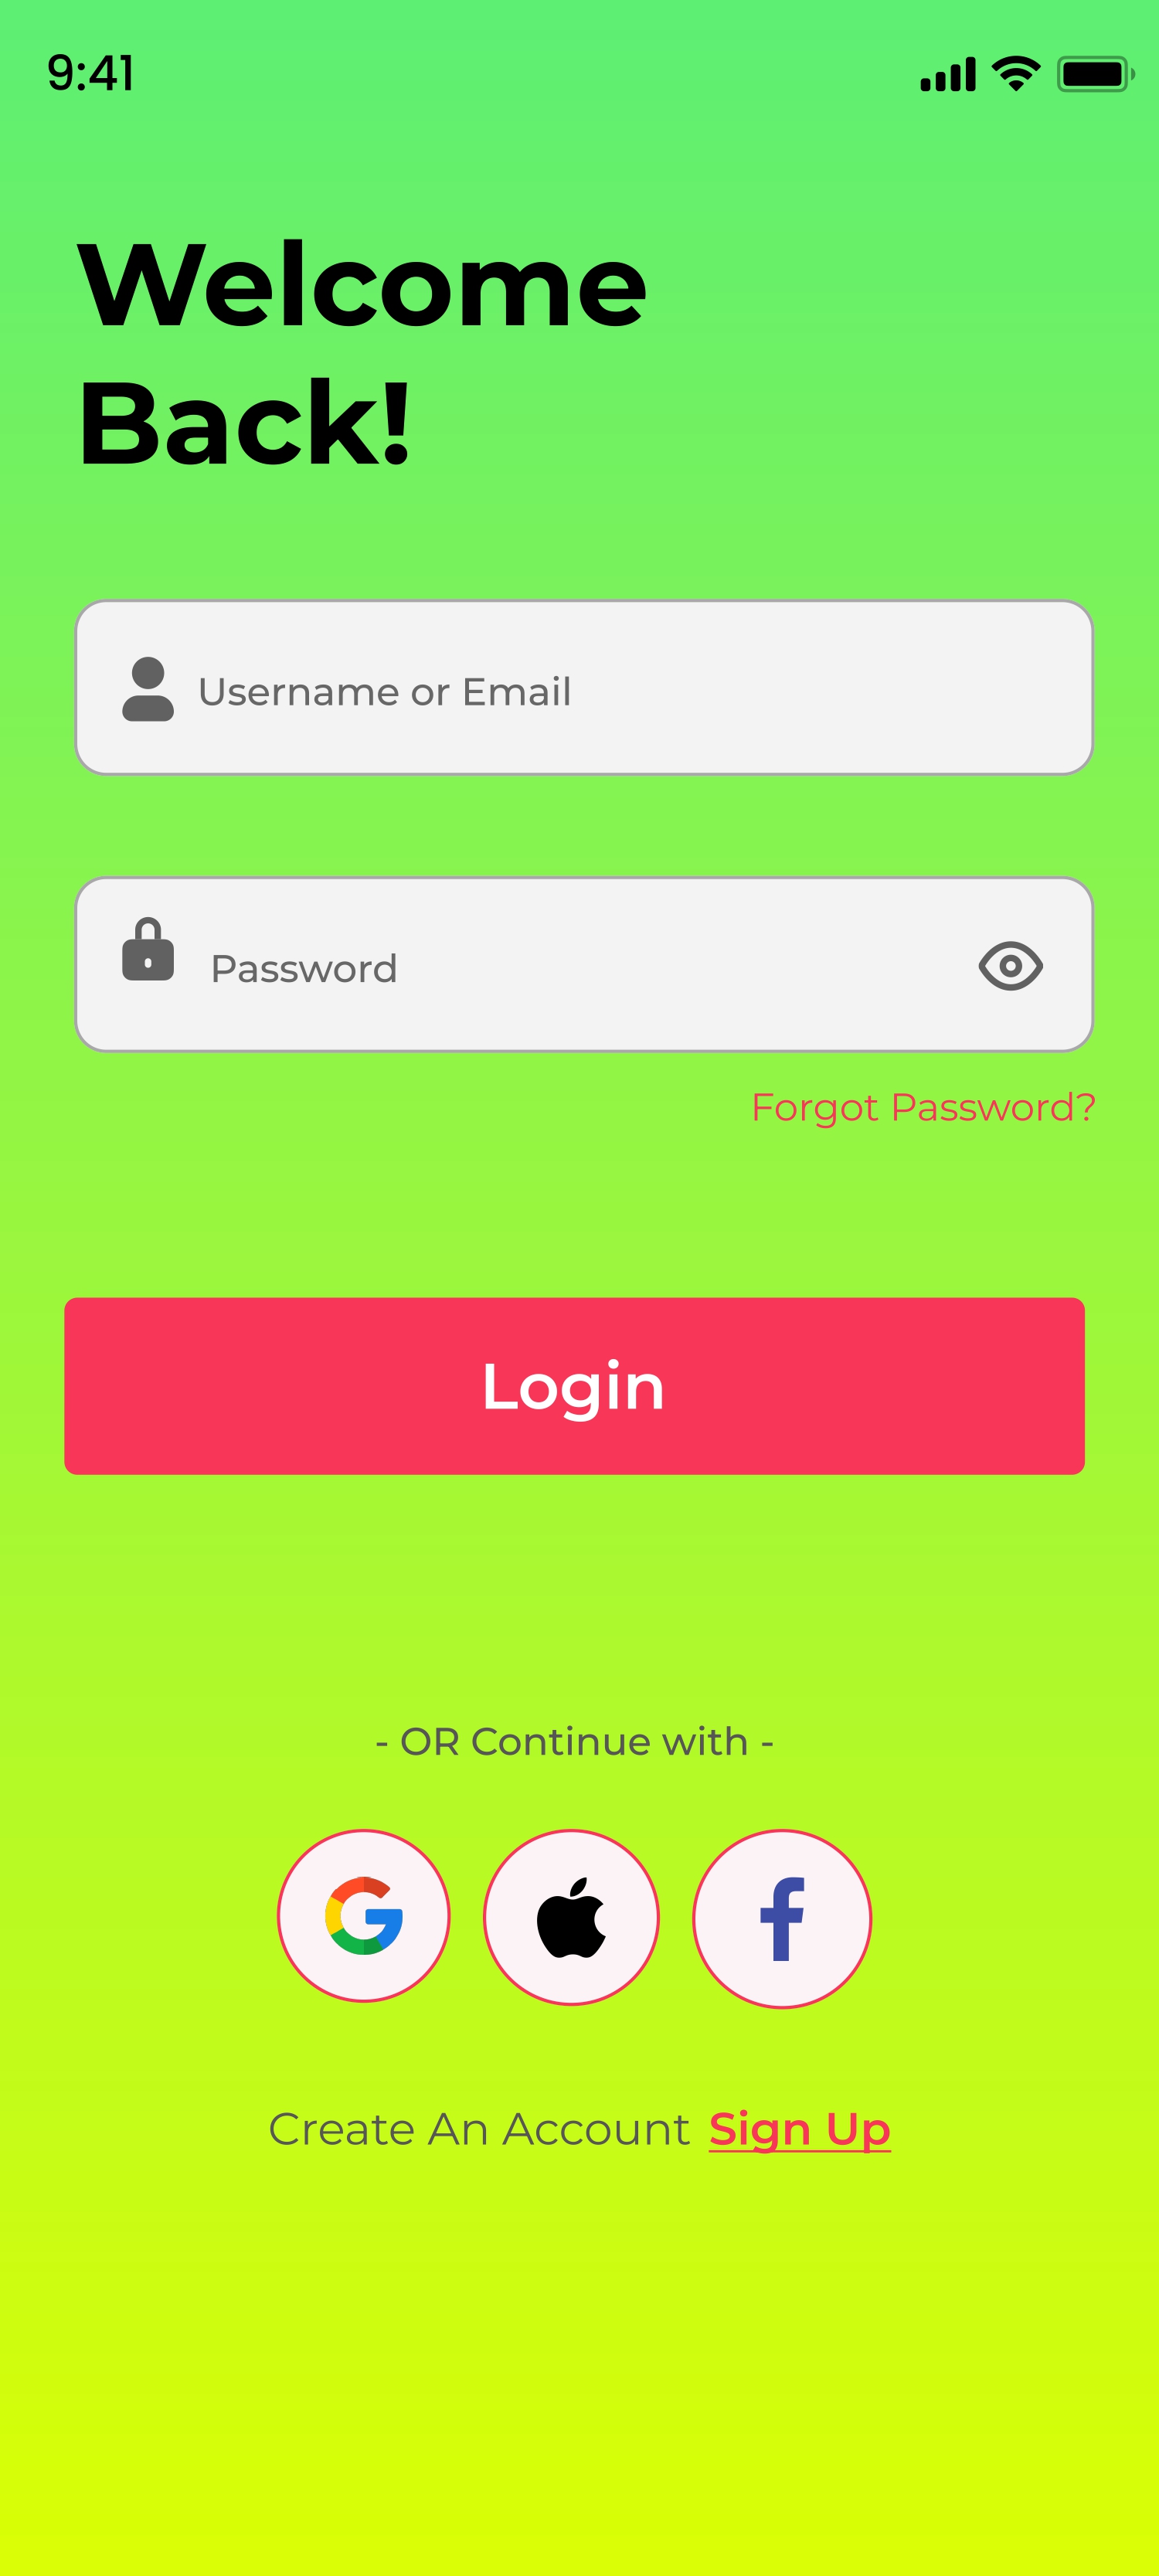 9:41
Welcome
Back!
Username or Email
Password
Forgot Password?
Login
- OR Continue with -
Create An Account Sign Up